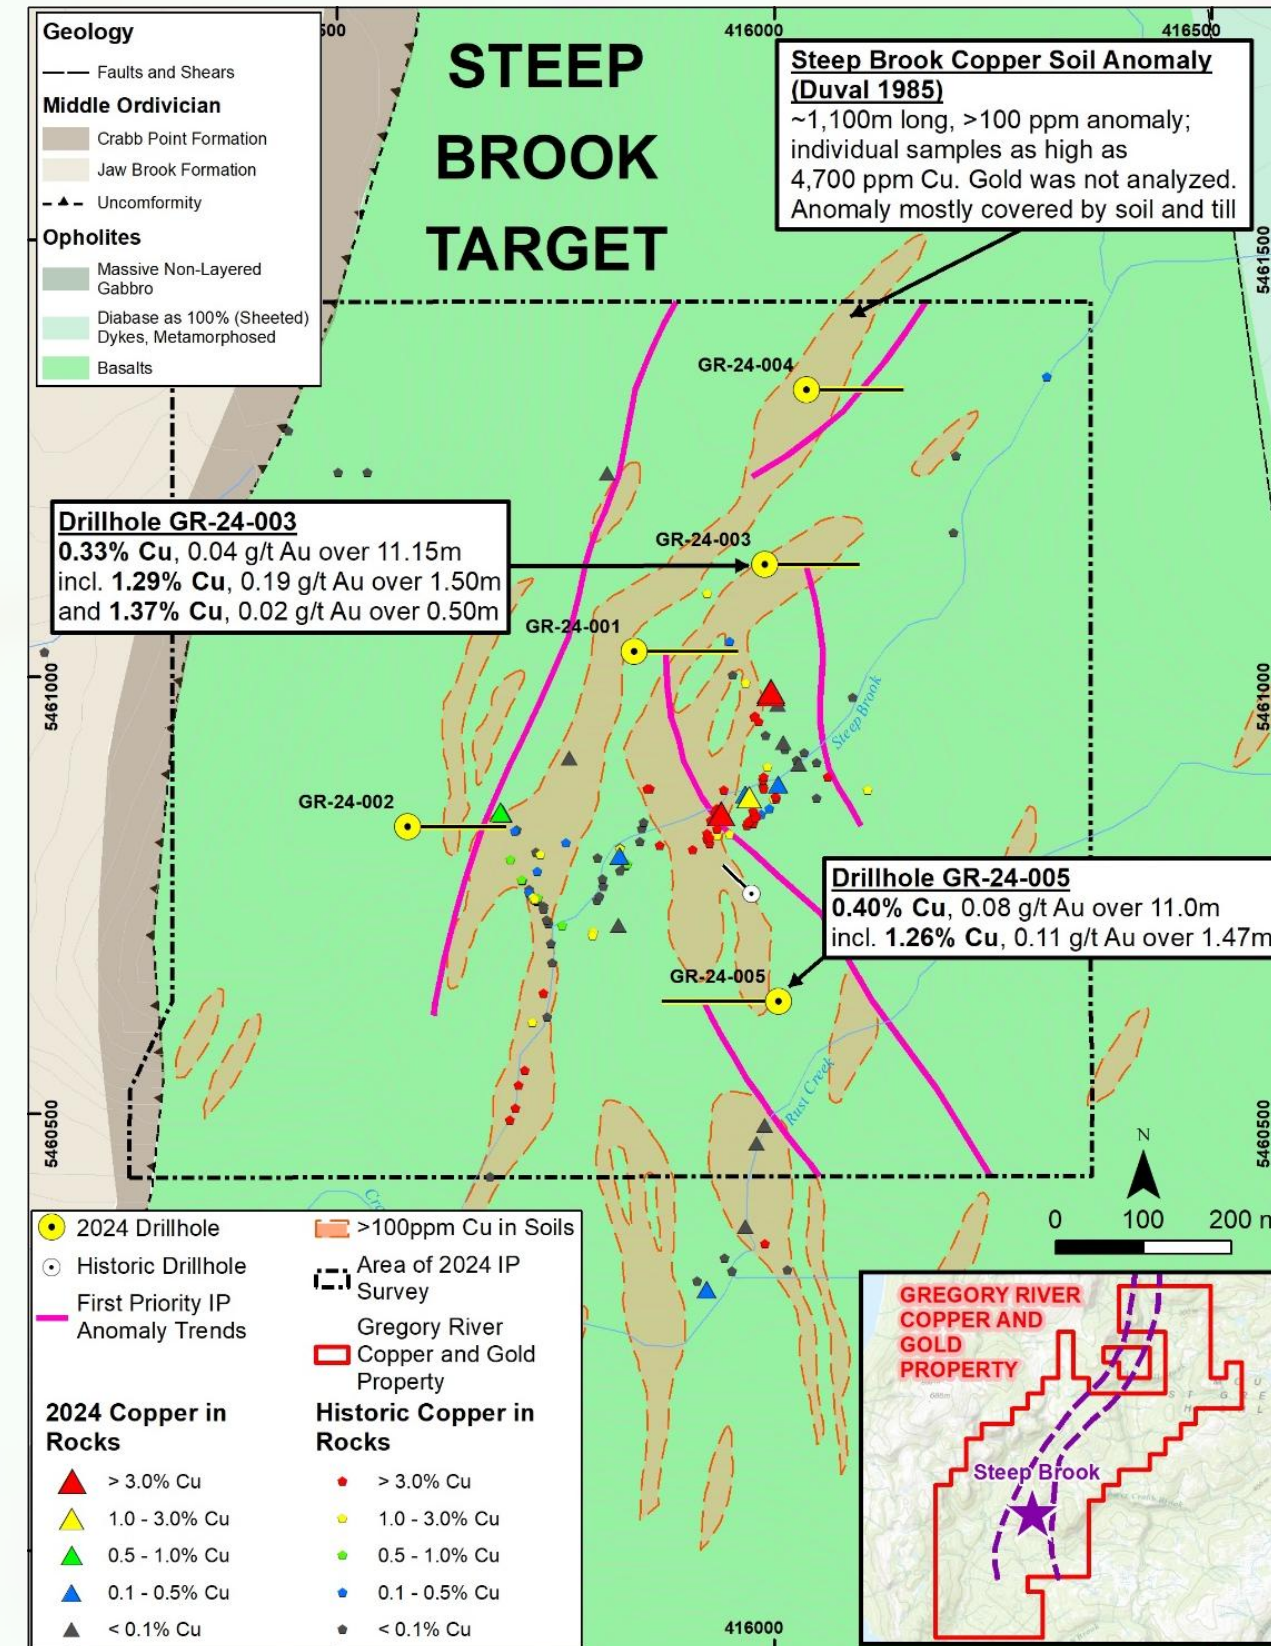 Geology
Faults and Shears
Middle Ordivician
Crabb Point Formation
Jaw Brook Formation
Uncomformity
Opholites
Massive Non-Layered
Gabbro
Diabase as 100% (Sheeted)
Dykes, Metamorphosed
Basalts
500
416000
416500
STEEP
BROOK
TARGET
Steep Brook Copper Soil Anomaly
(Duval 1985)
~1,100m long, >100 ppm anomaly;
individual samples as high as
4,700 ppm Cu. Gold was not analyzed.
Anomaly mostly covered by soil and till
5461500
GR-24-004
Drillhole GR-24-003
0.33% Cu, 0.04 g/t Au over 11.15m
incl. 1.29% Cu, 0.19 g/t Au over 1.50m
and 1.37% Cu, 0.02 g/t Au over 0.50m
GR-24-003
GR-24-001
5461000
5461000
Steep Brook
GR-24-002
Drillhole GR-24-005
0.40% Cu, 0.08 g/t Au over 11.0m
incl. 1.26% Cu, 0.11 g/t Au over 1.47m
GR-24-005
Rust Creek
5460500
5460500
N
0 100 200 m
2024 Drillhole
Historic Drillhole
First Priority IP
Anomaly Trends
>100ppm Cu in Soils
Area of 2024 IP
Survey
Gregory River
Copper and Gold
Property
2024 Copper in
Rocks
> 3.0% Cu
1.0 - 3.0% Cu
0.5 - 1.0% Cu
0.1 - 0.5% Cu
< 0.1% Cu
Historic Copper in
Rocks
> 3.0% Cu
1.0 - 3.0% Cu
0.5 - 1.0% Cu
0.1 - 0.5% Cu
< 0.1% Cu
GREGORY RIVER
COPPER AND
GOLD
PROPERTY
Steep Brook
416000